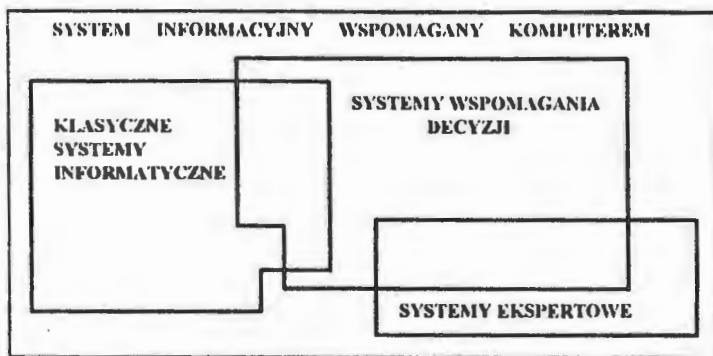 SYSTEM INFORMACYJNY WSPOMAGANY KOMPUTEREM
SYSTEMY WSPOMAGANIA
DECYZJI
KLASYCZNE
SYSTEMY
INFORMATYCZNE
SYSTEMY EKSPERTOWE